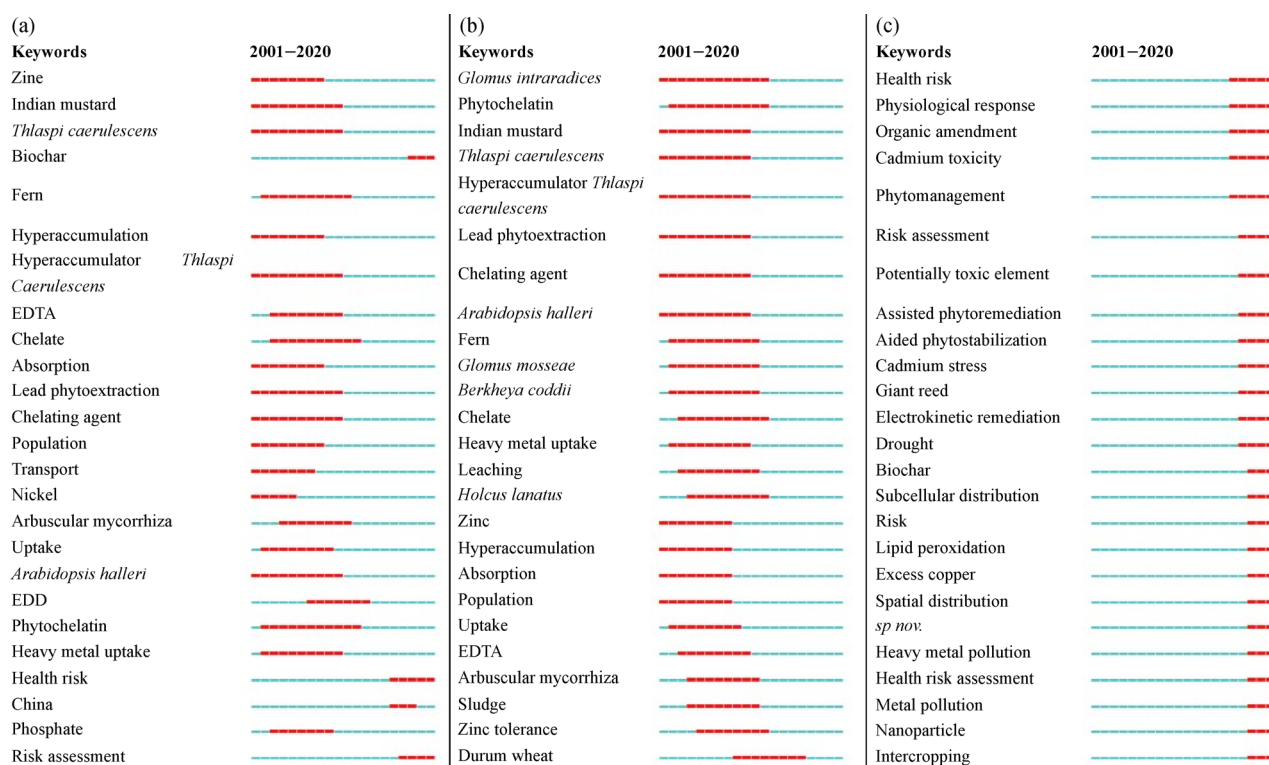 (a)
Keywords 2001–2020
Zine
Indian mustard
Thlaspi caerulescens
Biochar
Fern
Hyperaccumulation
Hyperaccumulator Thlaspi
Caerulescens
EDTA
Chelate
Absorption
Lead phytoextraction
Chelating agent
Population
Transport
Nickel
Arbuscular mycorrhiza
Uptake
Arabidopsis halleri
EDD
Phytochelatin
Heavy metal uptake
Health risk
China
Phosphate
Risk assessment
(b)
Keywords 2001–2020
Glomus intraradices
Phytochelatin
Indian mustard
Thlaspi caerulescens
Hyperaccumulator Thlaspi
caerulescens
Lead phytoextraction
Chelating agent
Arabidopsis halleri
Fern
Glomus mosseae
Berkheya coddii
Chelate
Heavy metal uptake
Leaching
Holcus lanatus
Zinc
Hyperaccumulation
Absorption
Population
Uptake
EDTA
Arbuscular mycorrhiza
Sludge
Zinc tolerance
Durum wheat
(c)
Keywords 2001–2020
Health risk
Physiological response
Organic amendment
Cadmium toxicity
Phytomanagement
Risk assessment
Potentially toxic element
Assisted phytoremediation
Aided phytostabilization
Cadmium stress
Giant reed
Electrokinetic remediation
Drought
Biochar
Subcellular distribution
Risk
Lipid peroxidation
Excess copper
Spatial distribution
sp nov.
Heavy metal pollution
Health risk assessment
Metal pollution
Nanoparticle
Intercropping